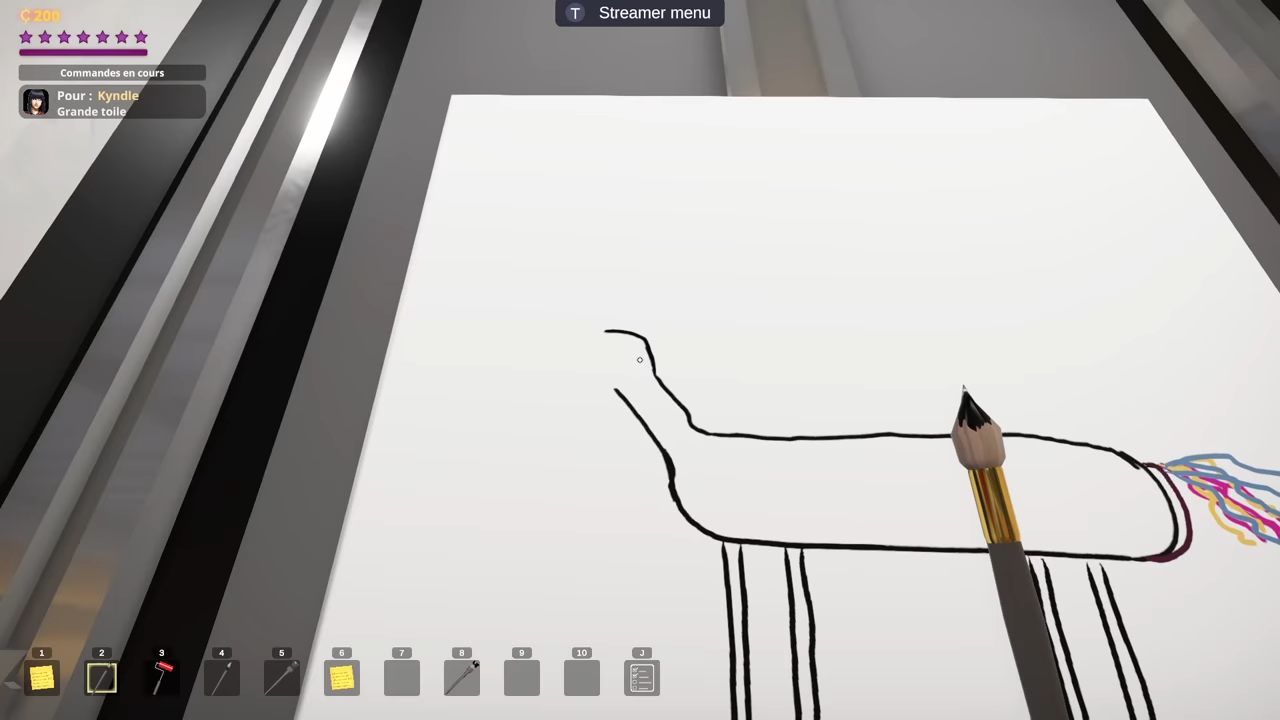 ₵ 200
T Streamer menu
Commandes en cours
Pour : Kyndle
Grande toile
1 2 3 4 5 6 7 8 9 10 J